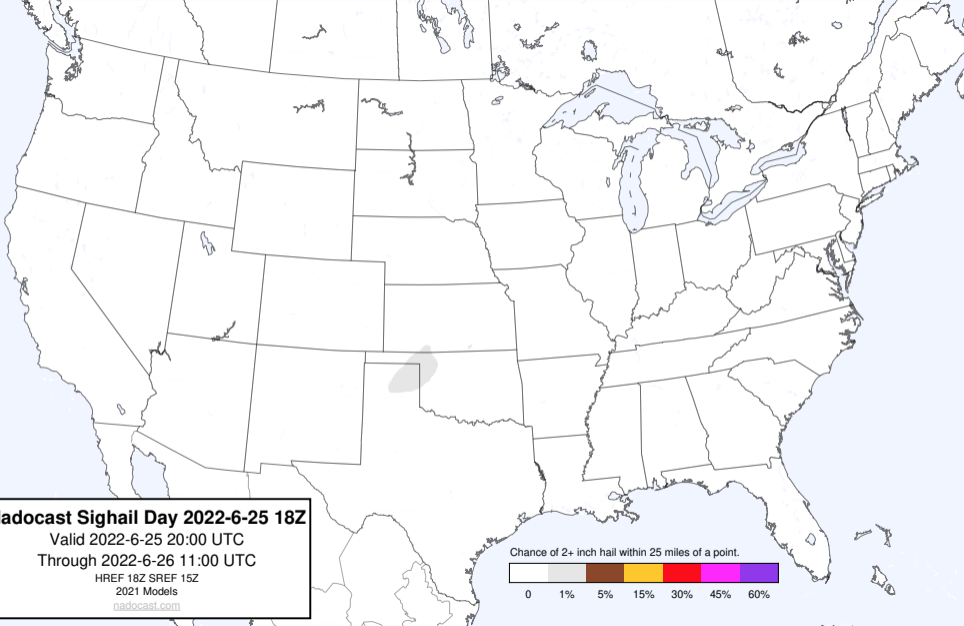 adocast Sighail Day 2022-6-25 18Z
Valid 2022-6-25 20:00 UTC
Through 2022-6-26 11:00 UTC
HREF 18Z SREF 15Z
2021 Models
nadocast.com
Chance of 2+ inch hail within 25 miles of a point.
0 1% 5% 15% 30% 45% 60%